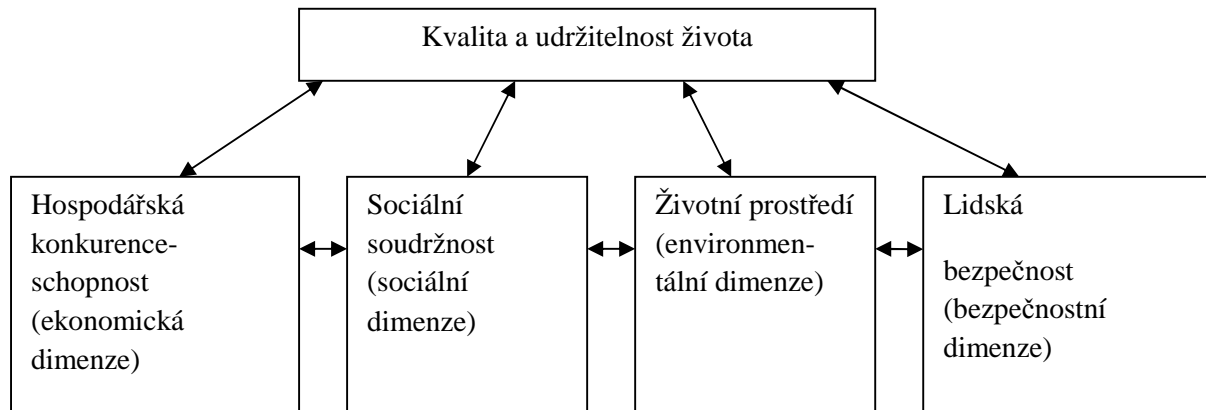 Kvalita a udržitelnost života
Hospodářská
konkurence-
schopnost
(ekonomická
dimenze)
Sociální
soudržnost
(sociální
dimenze)
Životní prostředí
(environmen-
tální dimenze)
Lidská
bezpečnost
(bezpečnostní
dimenze)